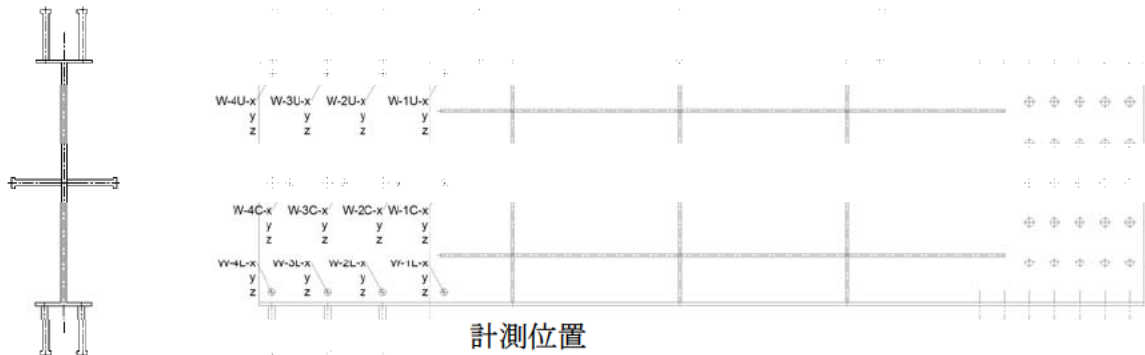 W-4U-x W-3U-x W-2U-x W-1U-x
y y y y
z z z z
W-4C-x W-3C-x W-2C-x W-1C-x
y y y y
z z z z
W-4L-x W-3L-x W-2L-x W-1L-x
y y y y
z z z z
計測位置